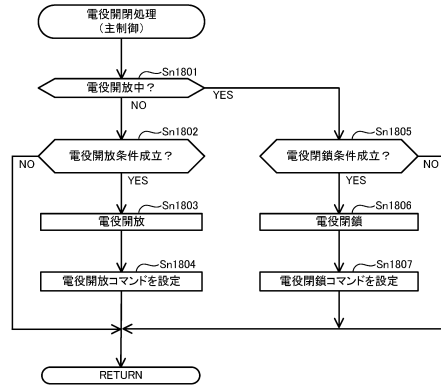 電役開閉処理
（主制御）
Sn1801
電役開放中？
YES
NO
Sn1802
Sn1805
電役開放条件成立？
電役閉鎖条件成立？
NO
NO
YES
YES
Sn1803
Sn1806
電役開放
電役閉鎖
Sn1804
Sn1807
電役開放コマンドを設定
電役閉鎖コマンドを設定
RETURN